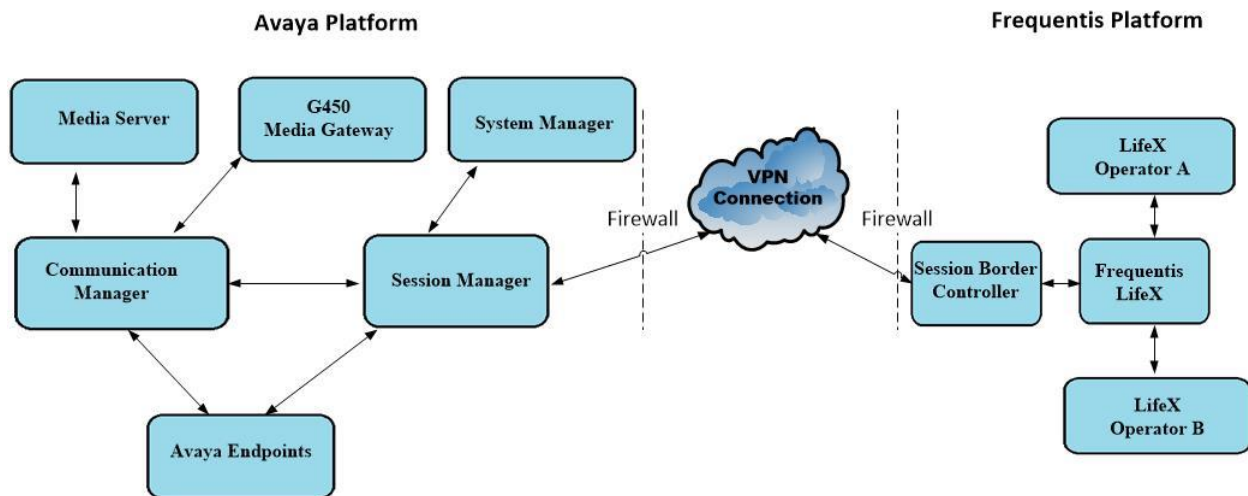 Avaya Platform
Frequentis Platform
Media Server
G450
Media Gateway
System Manager
LifeX
Operator A
VPN
Connection
Firewall
Firewall
Communication
Manager
Session Manager
Session Border
Controller
Frequentis
LifeX
Avaya Endpoints
LifeX
Operator B